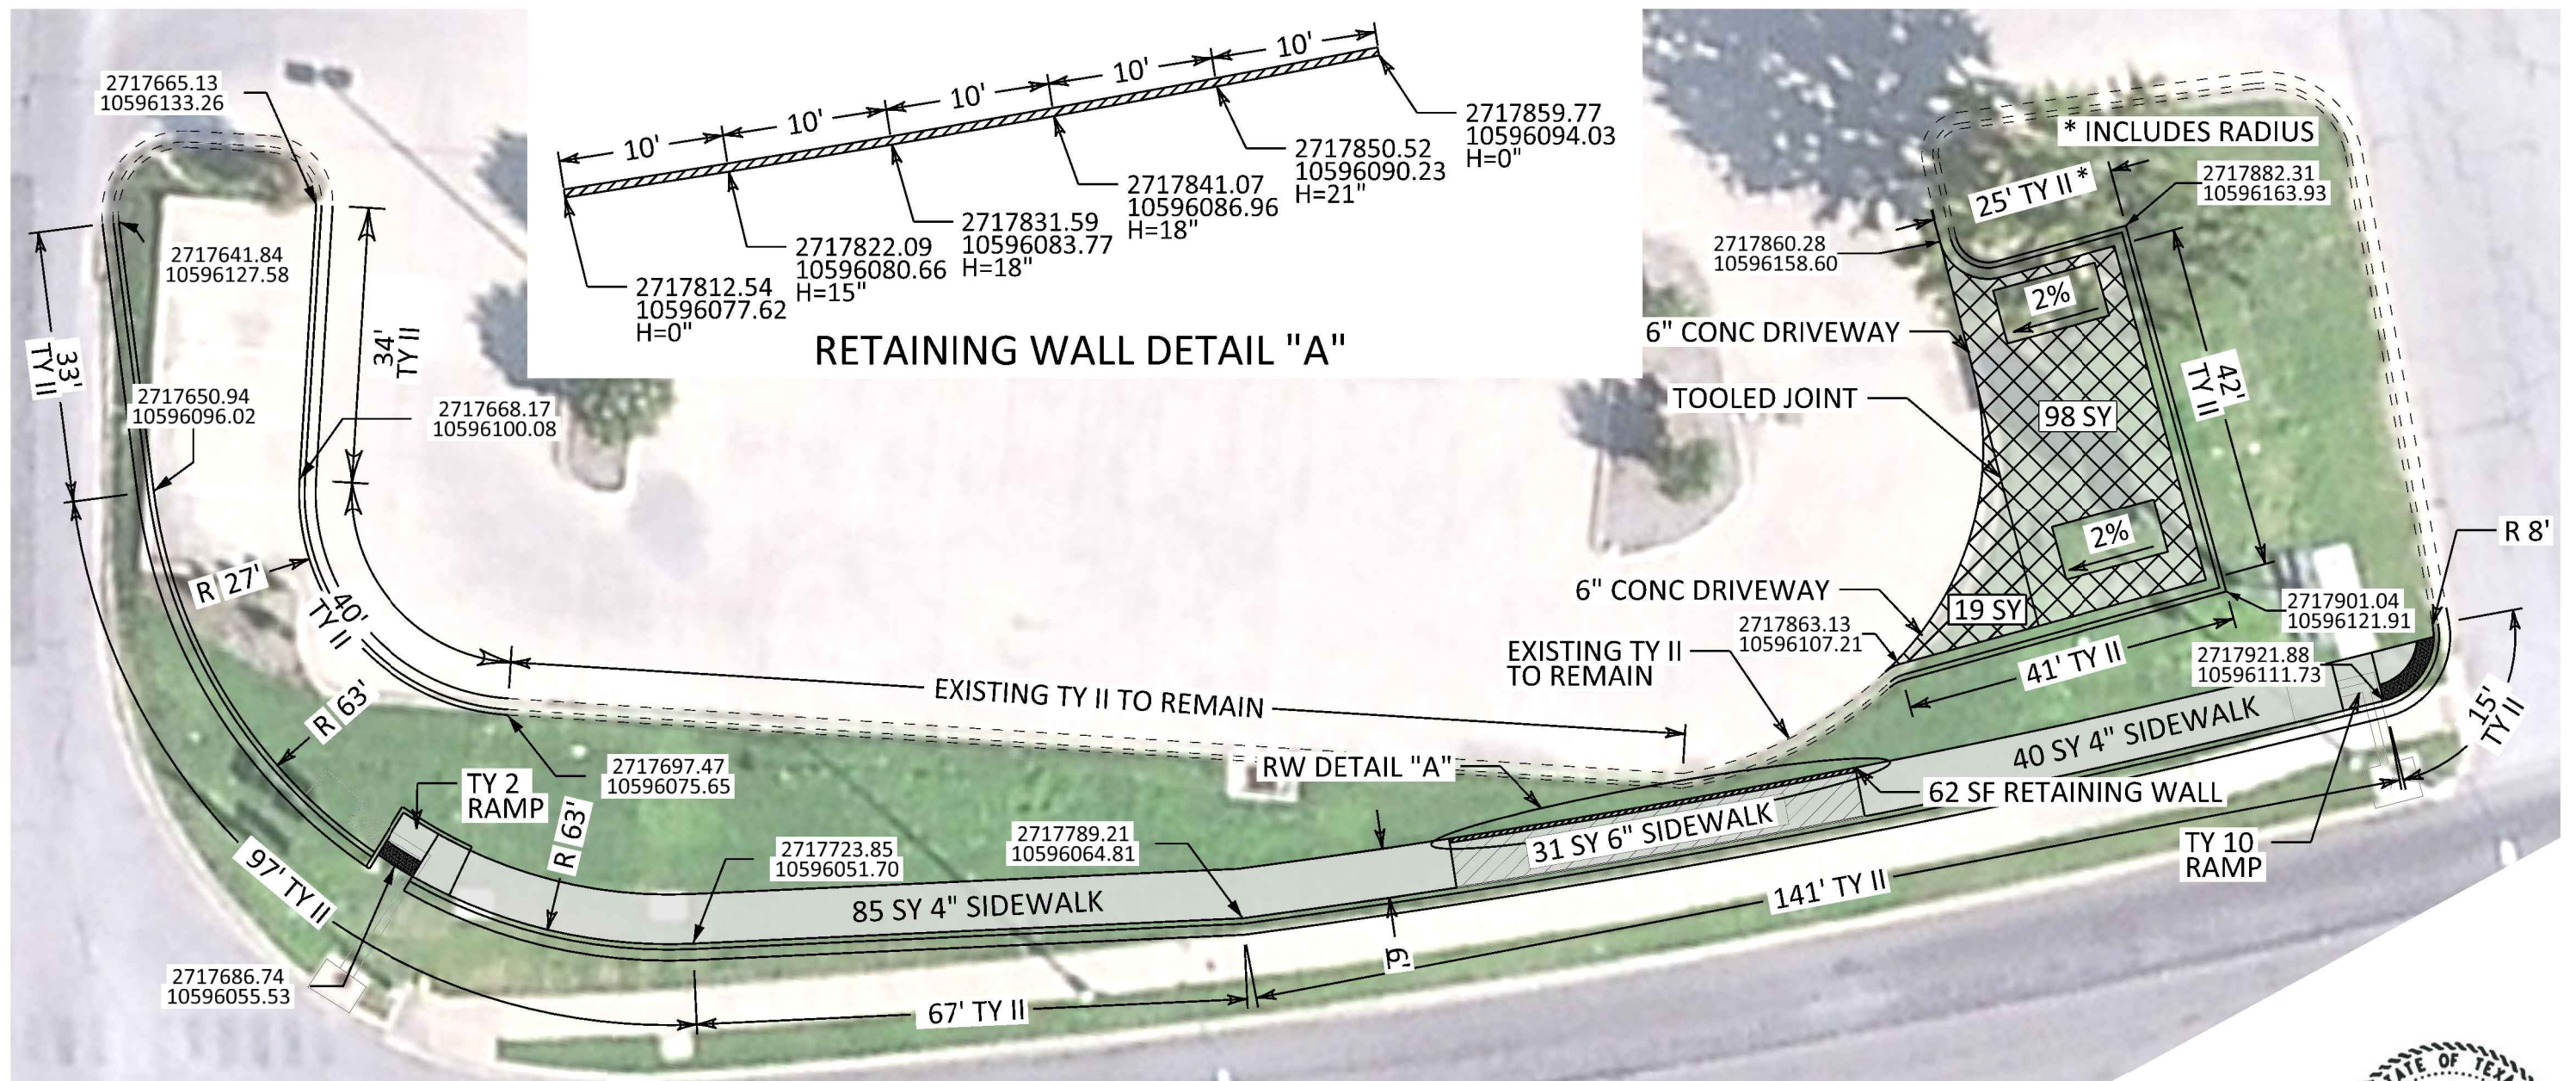 10'
10'
10'
10'
10'
2717812.54
10596077.62
H=0"
2717822.09
10596080.66
H=15"
2717831.59
10596083.77
H=18"
2717841.07
10596086.96
H=18"
2717850.52
10596090.23
H=21"
2717859.77
10596094.03
H=0"
RETAINING WALL DETAIL "A"
2717665.13
10596133.26
2717641.84
10596127.58
33'
TY II
34'
TY II
2717650.94
10596096.02
2717668.17
10596100.08
R 27'
40'
TY II
R 63'
EXISTING TY II TO REMAIN
2717697.47
10596075.65
TY 2
RAMP
R 63'
97' TY II
2717686.74
10596055.53
2717723.85
10596051.70
2717789.21
10596064.81
85 SY 4" SIDEWALK
67' TY II
RW DETAIL "A"
31 SY 6" SIDEWALK
6'
141' TY II
62 SF RETAINING WALL
40 SY 4" SIDEWALK
TY 10
RAMP
* INCLUDES RADIUS
25' TY II *
2717882.31
10596163.93
2717860.28
10596158.60
6" CONC DRIVEWAY
2%
TOOLED JOINT
98 SY
42'
TY II
2%
6" CONC DRIVEWAY
19 SY
2717863.13
10596107.21
EXISTING TY II
TO REMAIN
41' TY II
R 8'
2717901.04
10596121.91
2717921.88
10596111.73
15'
TY II